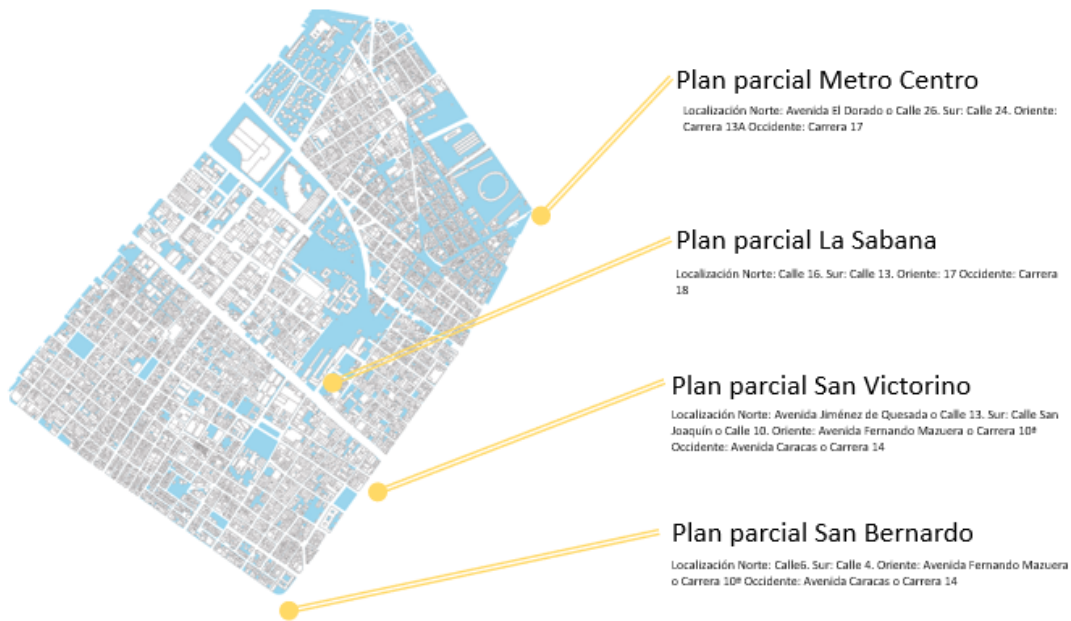 Plan parcial Metro Centro
Localización Norte: Avenida El Dorado o Calle 26. Sur: Calle 24. Oriente:
Carrera 13A Occidente: Carrera 17
Plan parcial La Sabana
Localización Norte: Calle 16. Sur: Calle 13. Oriente: 17 Occidente: Carrera
18
Plan parcial San Victorino
Localización Norte: Avenida Jiménez de Quesada o Calle 13. Sur: Calle San
Joaquín o Calle 10. Oriente: Avenida Fernando Mazuera o Carrera 10ª
Occidente: Avenida Caracas o Carrera 14
Plan parcial San Bernardo
Localización Norte: Calle6. Sur: Calle 4. Oriente: Avenida Fernando Mazuera
o Carrera 10ª Occidente: Avenida Caracas o Carrera 14